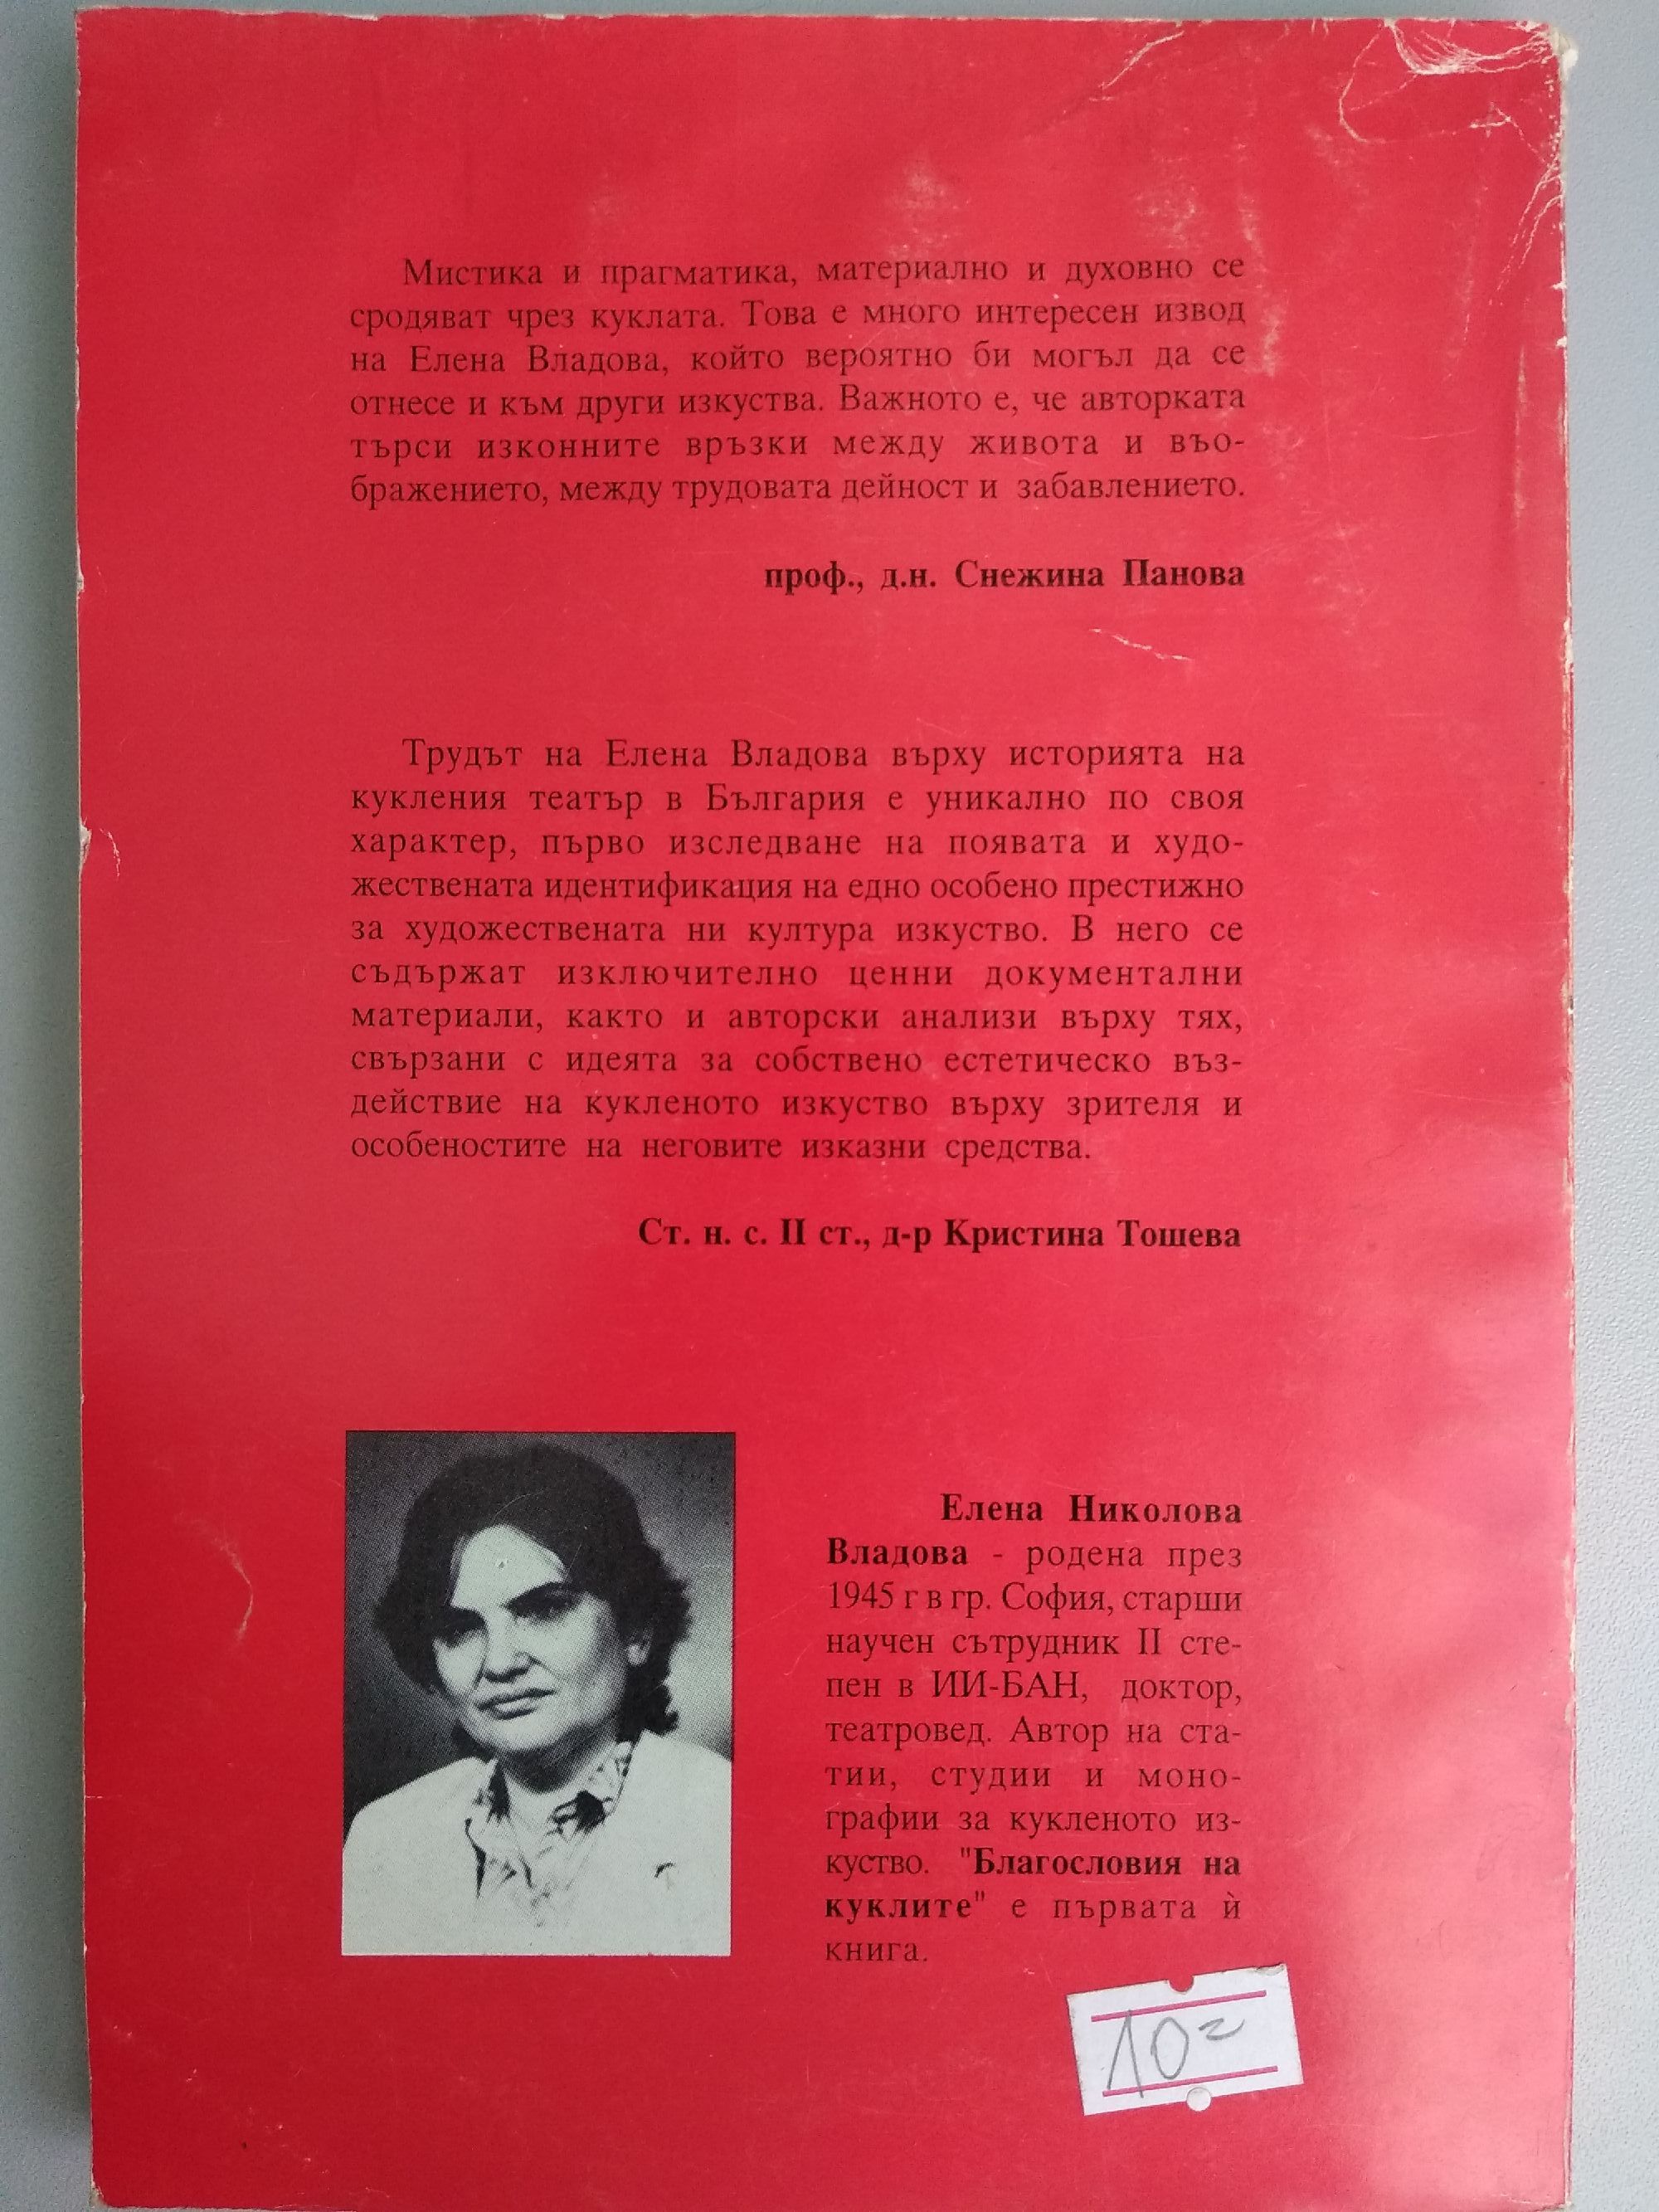 Мистика и прагматика, материално и духовно се
сродяват чрез куклата. Това е много интересен извод
на Елена Владова, който вероятно би могъл да се
отнесе и към други изкуства. Важното е, че авторката
търси изконните връзки между живота и въо-
бражението, между трудовата дейност и забавлението.
проф., д.н. Снежина Панова
Трудът на Елена Владова върху историята на
кукления театър в България е уникално по своя
характер, първо изследване на появата и худо-
жествената идентификация на едно особено престижно
за художествената ни култура изкуство. В него се
съдържат изключително ценни документални
материали, както и авторски анализи върху тях,
свързани с идеята за собствено естетическо въз-
действие на кукленото изкуство върху зрителя и
особеностите на неговите изказни средства.
Ст. н. с. II ст., д-р Кристина Тошева
Елена Николова
Владова - родена през
1945 г в гр. София, старши
научен сътрудник II сте-
пен в ИИ-БАН, доктор,
театровед. Автор на ста-
тии, студии и моно-
графии за кукленото из-
куство. "Благословия на
куклите" е първата ѝ
книга.
10